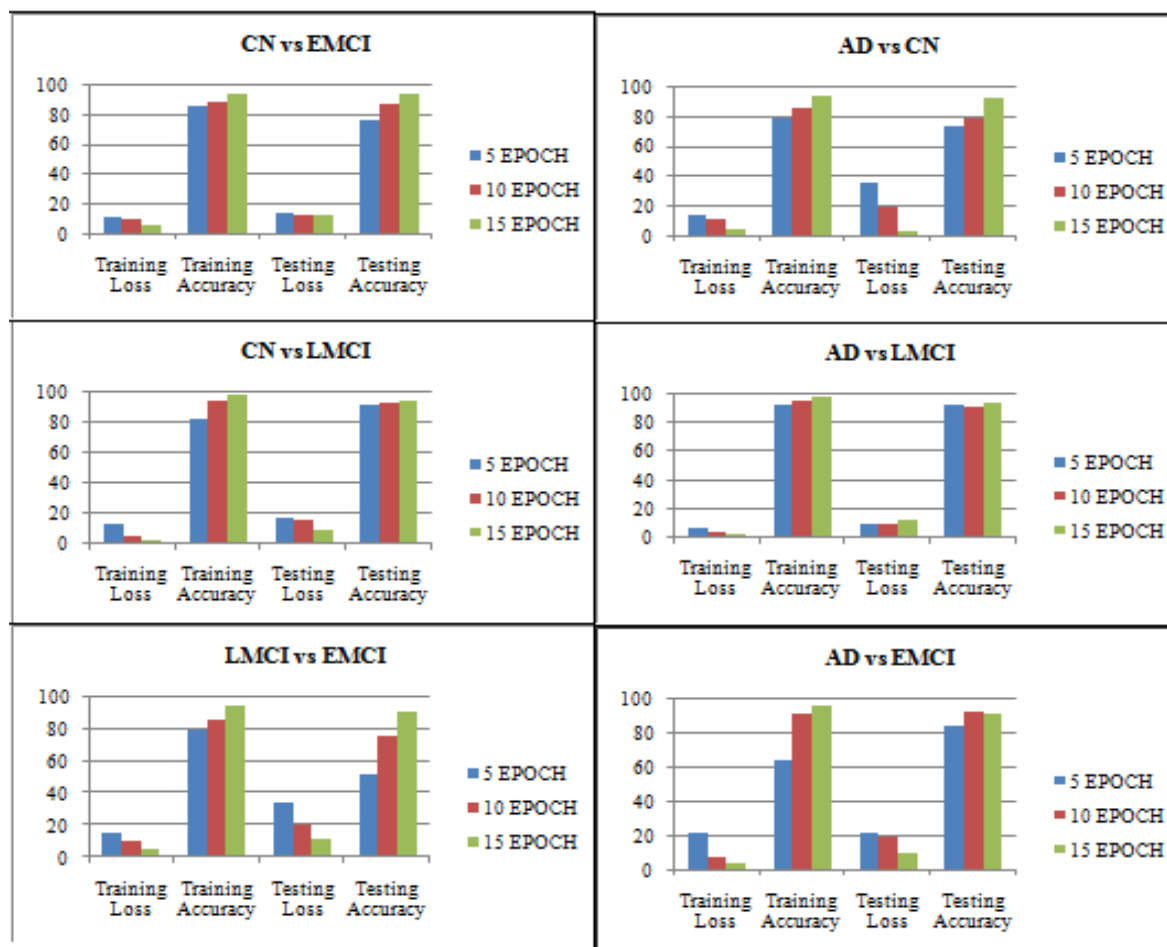 CN vs EMCI
100
80
60
40
20
0
Training Loss
Training Accuracy
Testing Loss
Testing Accuracy
5 EPOCH
10 EPOCH
15 EPOCH
AD vs CN
100
80
60
40
20
0
Training Loss
Training Accuracy
Testing Loss
Testing Accuracy
5 EPOCH
10 EPOCH
15 EPOCH
CN vs LMCI
100
80
60
40
20
0
Training Loss
Training Accuracy
Testing Loss
Testing Accuracy
5 EPOCH
10 EPOCH
15 EPOCH
AD vs LMCI
100
80
60
40
20
0
Training Loss
Training Accuracy
Testing Loss
Testing Accuracy
5 EPOCH
10 EPOCH
15 EPOCH
LMCI vs EMCI
100
80
60
40
20
0
Training Loss
Training Accuracy
Testing Loss
Testing Accuracy
5 EPOCH
10 EPOCH
15 EPOCH
AD vs EMCI
100
80
60
40
20
0
Training Loss
Training Accuracy
Testing Loss
Testing Accuracy
5 EPOCH
10 EPOCH
15 EPOCH